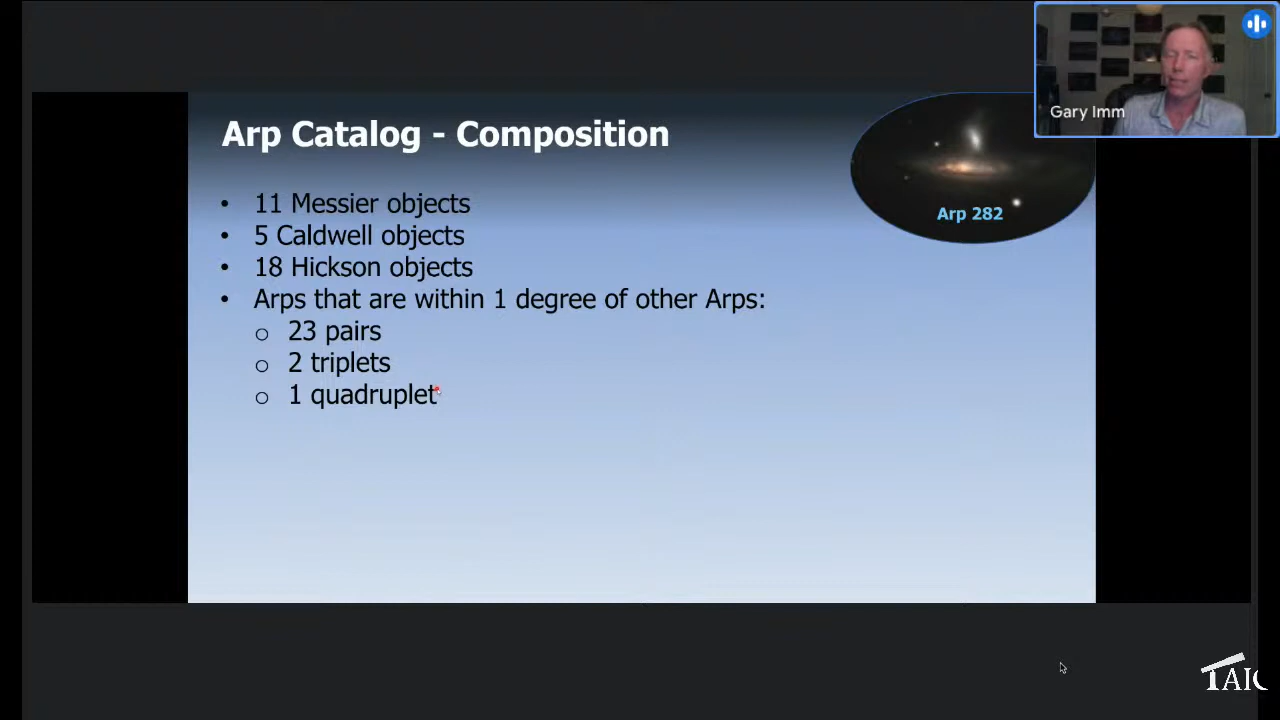 Gary Imm
Arp Catalog - Composition
Arp 282
• 11 Messier objects
• 5 Caldwell objects
• 18 Hickson objects
• Arps that are within 1 degree of other Arps:
o 23 pairs
o 2 triplets
o 1 quadruplet
TAIC